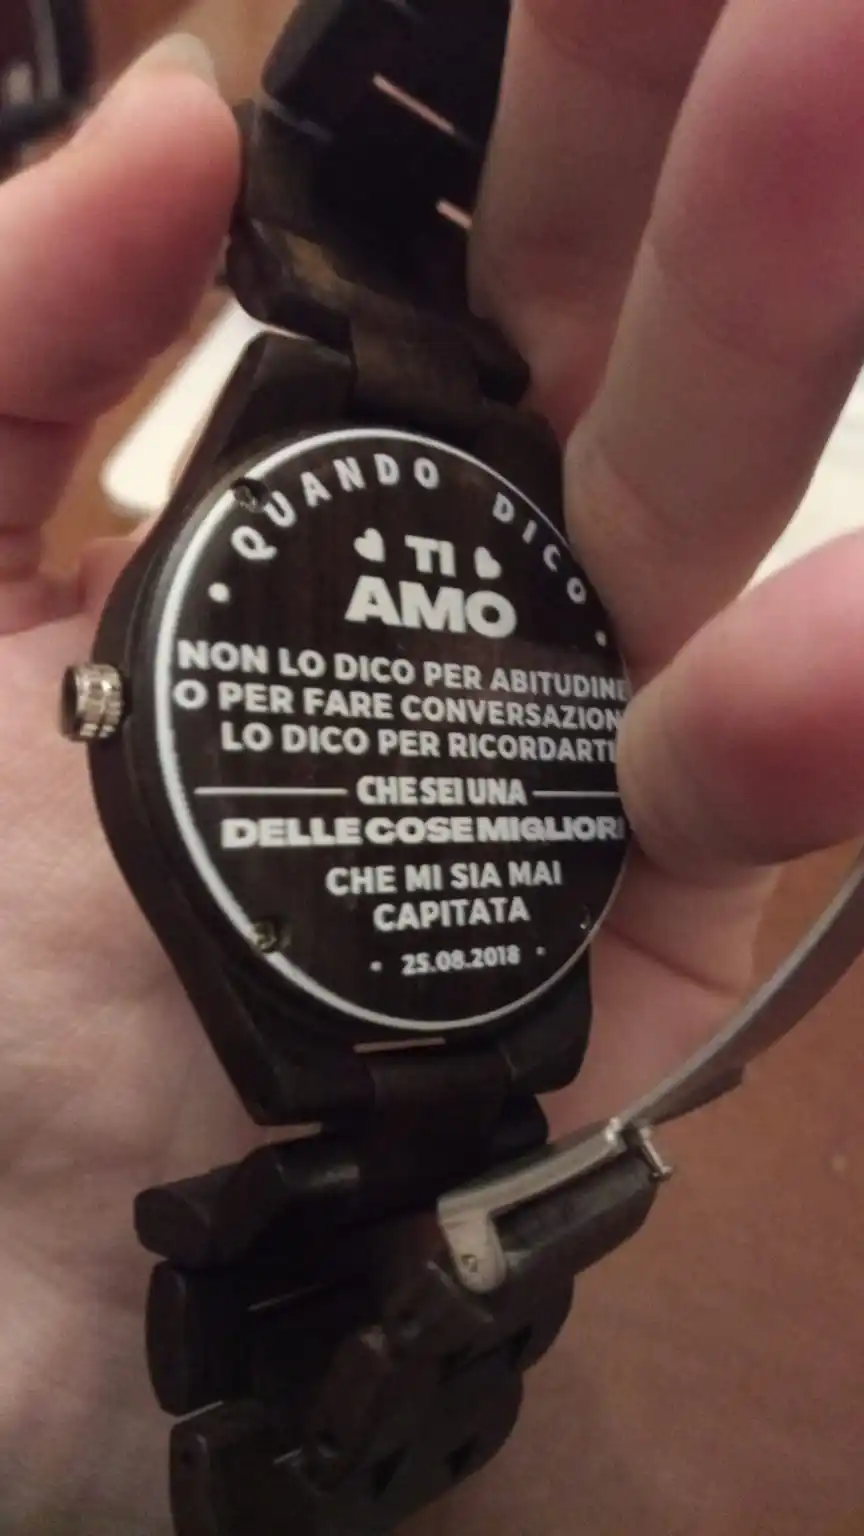 • QUANDO DICO •
TI
AMO
NON LO DICO PER ABITUDINE
O PER FARE CONVERSAZION
LO DICO PER RICORDARTI
CHE SEI UNA
DELLE COSE MIGLIORI
CHE MI SIA MAI
CAPITATA
• 25.08.2018 •